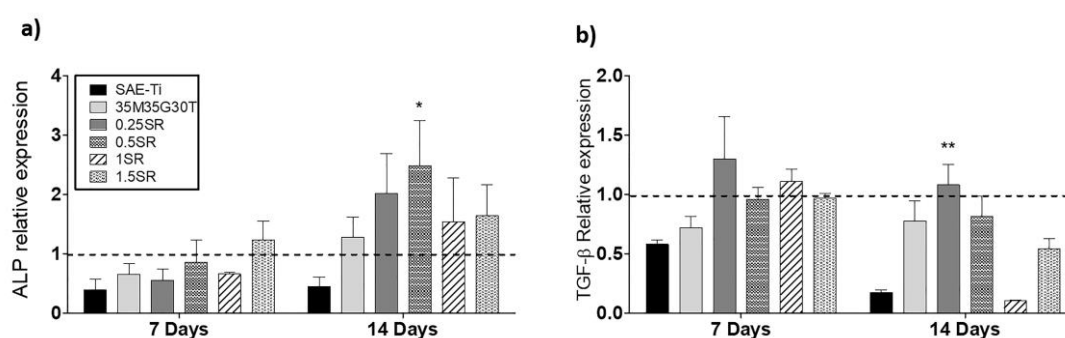 a)
ALP relative expression
4
3
2
1
0
SAE-Ti
35M35G30T
0.25SR
0.5SR
1SR
1.5SR
*
7 Days
14 Days
b)
TGF-β Relative expression
2.0
1.5
1.0
0.5
0.0
**
7 Days
14 Days